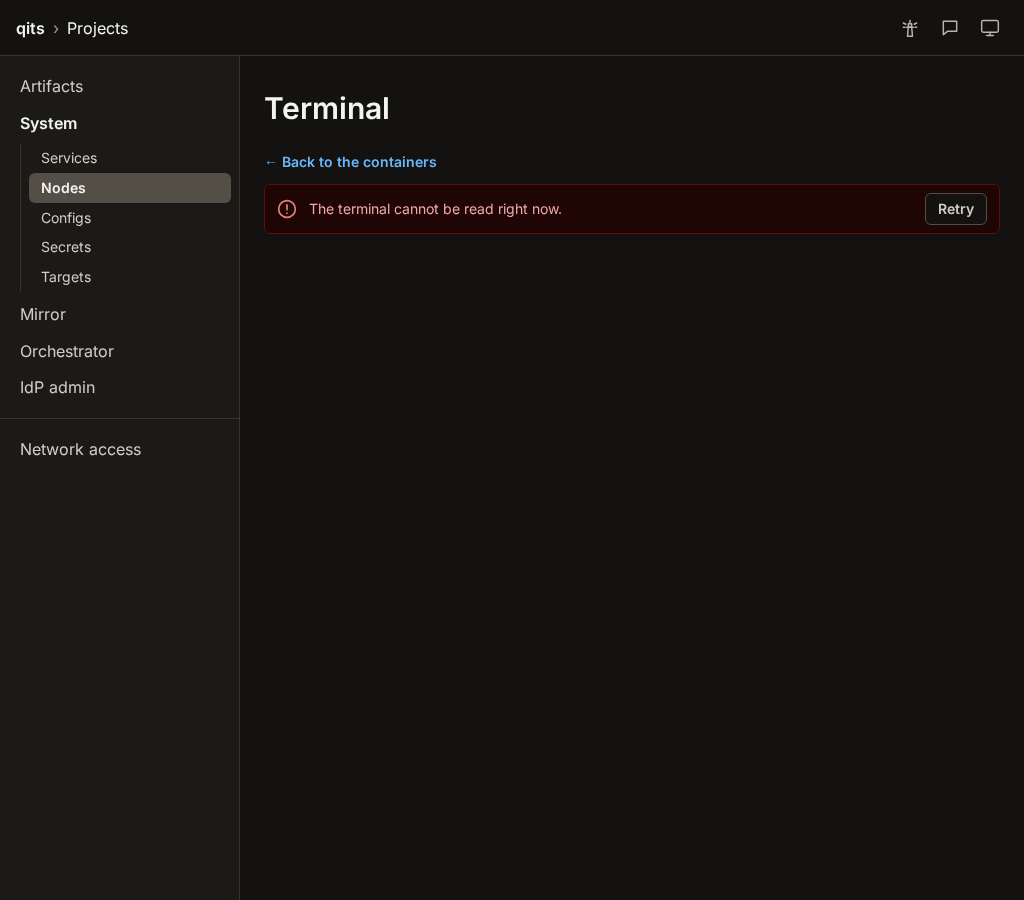 qits › Projects
Artifacts
System
Services
Nodes
Configs
Secrets
Targets
Mirror
Orchestrator
IdP admin
Network access
Terminal
← Back to the containers
The terminal cannot be read right now.
Retry